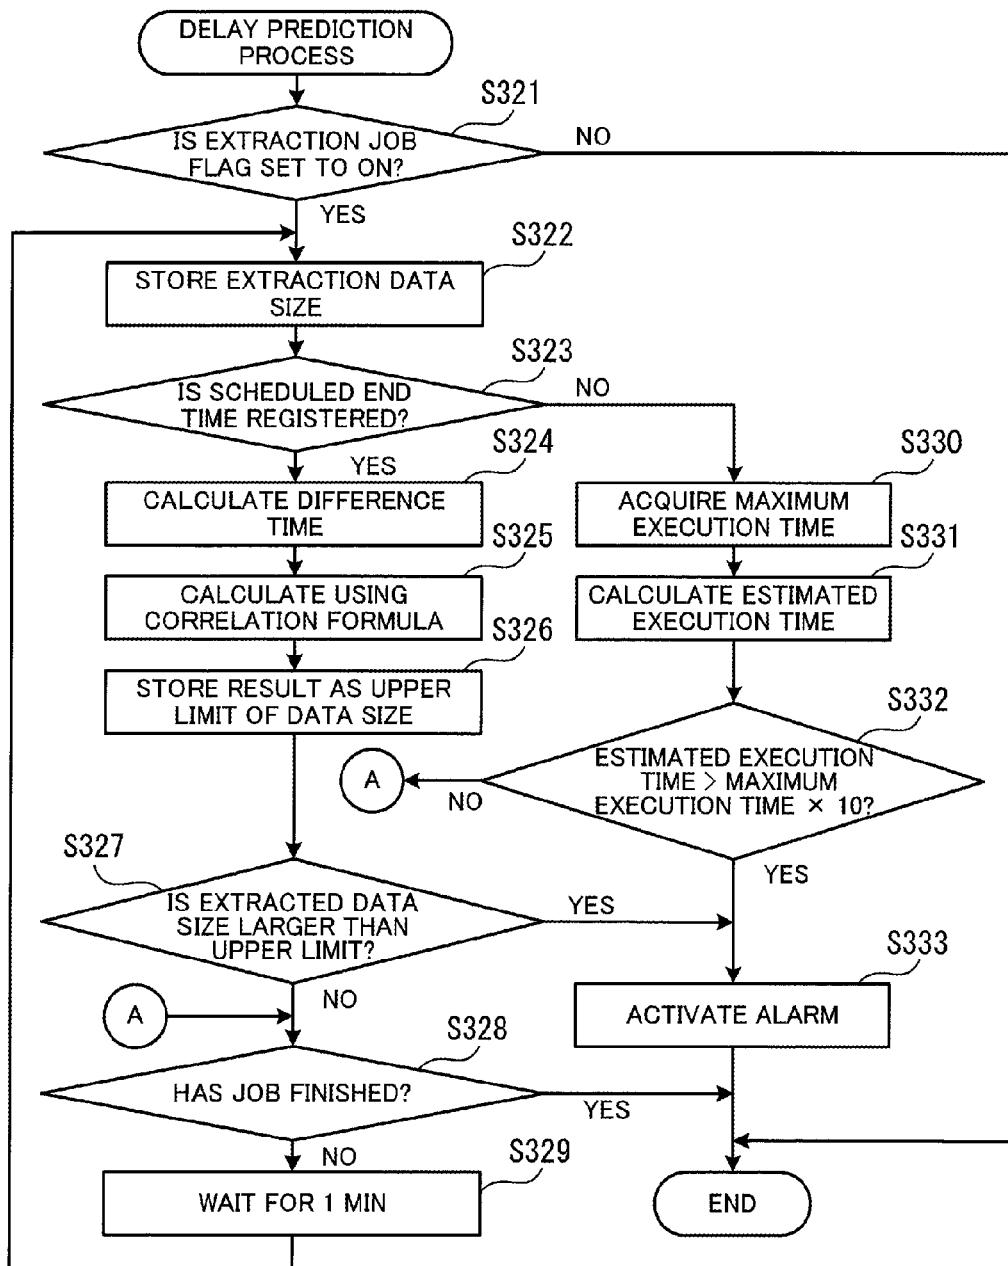 DELAY PREDICTION
PROCESS
S321
IS EXTRACTION JOB
FLAG SET TO ON?
NO
YES
S322
STORE EXTRACTION DATA
SIZE
S323
IS SCHEDULED END
TIME REGISTERED?
NO
YES
S324
CALCULATE DIFFERENCE
TIME
S325
CALCULATE USING
CORRELATION FORMULA
S326
STORE RESULT AS UPPER
LIMIT OF DATA SIZE
S330
ACQUIRE MAXIMUM
EXECUTION TIME
S331
CALCULATE ESTIMATED
EXECUTION TIME
S332
ESTIMATED EXECUTION
TIME > MAXIMUM
EXECUTION TIME × 10?
A
NO
YES
S327
IS EXTRACTED DATA
SIZE LARGER THAN
UPPER LIMIT?
YES
NO
S333
ACTIVATE ALARM
A
S328
HAS JOB FINISHED?
YES
NO
S329
WAIT FOR 1 MIN
END